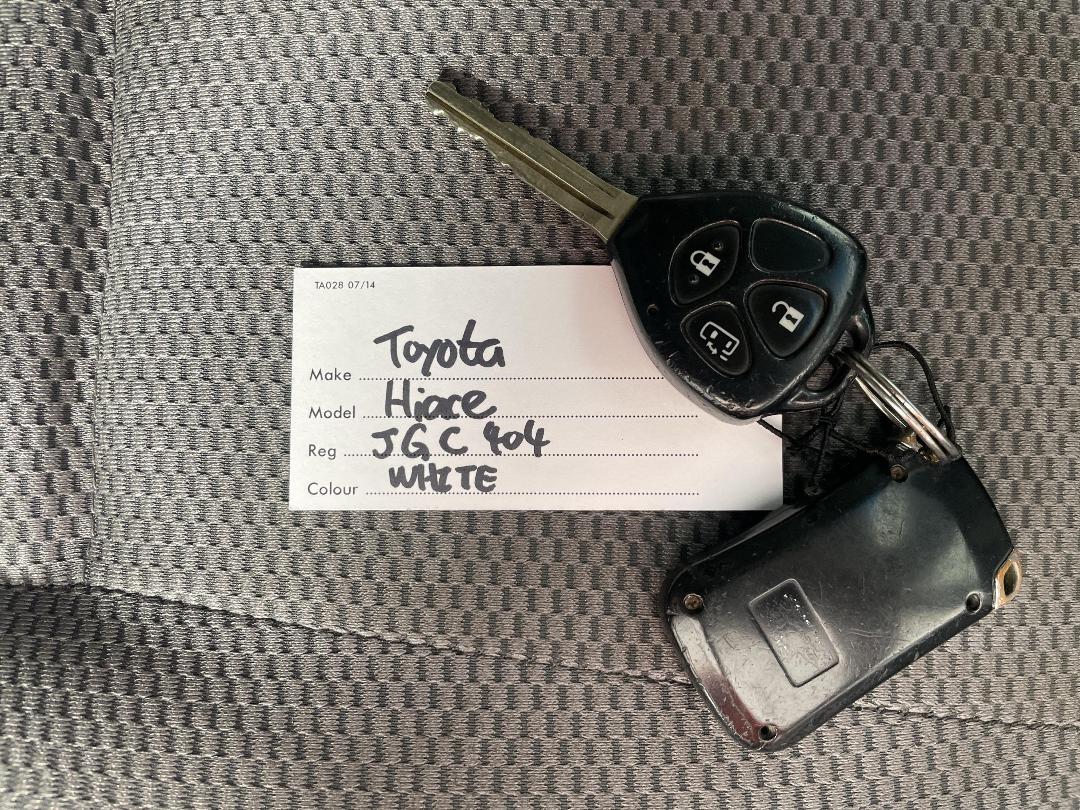 TA028 07/14
Make Toyota
Model Hiace
Reg JGC 404
Colour WHITE